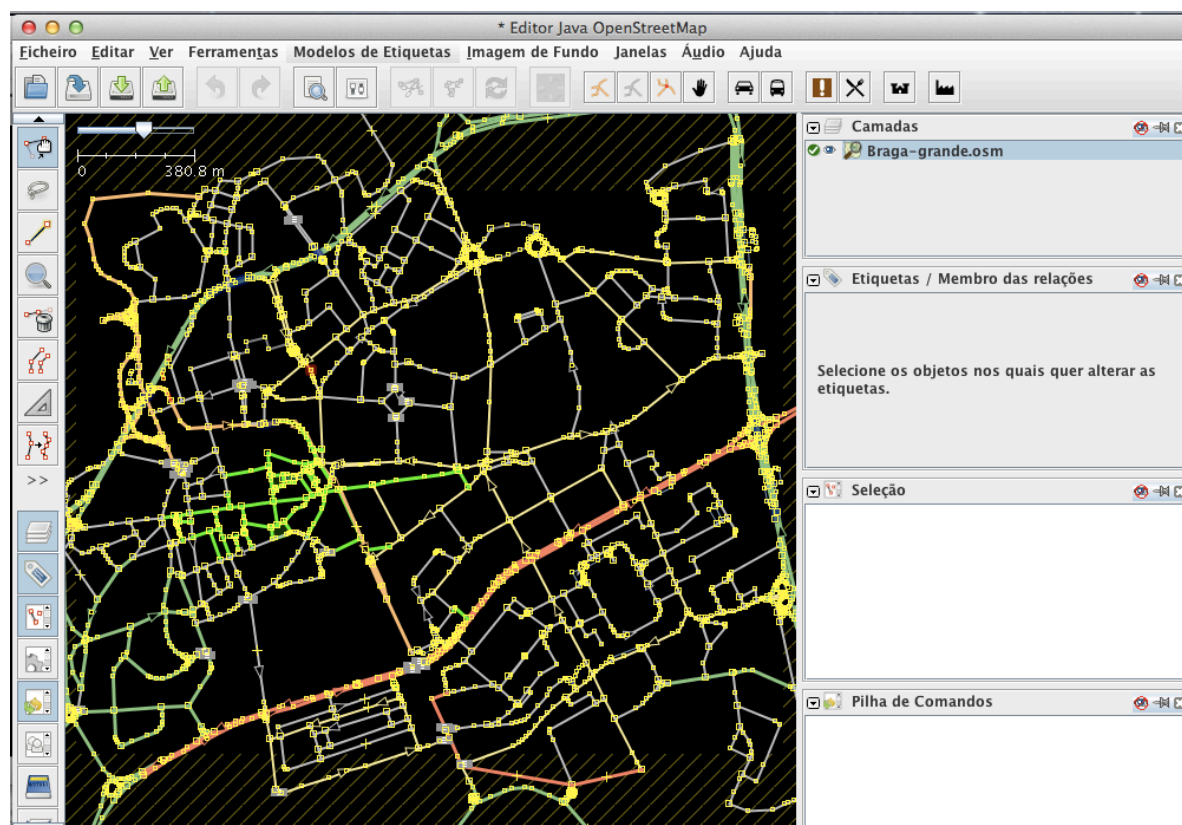 * Editor Java OpenStreetMap
Ficheiro Editar Ver Ferramentas Modelos de Etiquetas Imagem de Fundo Janelas Áudio Ajuda
0 380.8 m
>>
Camadas
Braga-grande.osm
Etiquetas / Membro das relações
Selecione os objetos nos quais quer alterar as
etiquetas.
Seleção
Pilha de Comandos